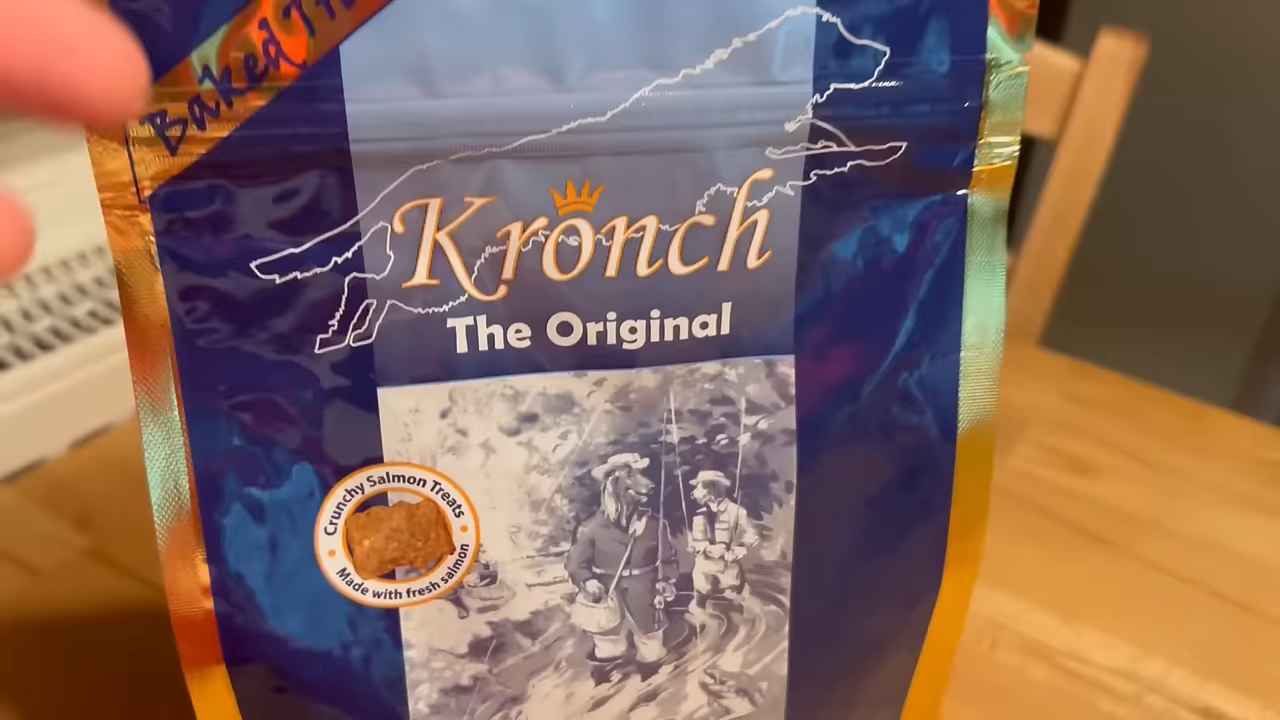 Baked
Kronch
The Original
Crunchy Salmon Treats
Made with fresh salmon